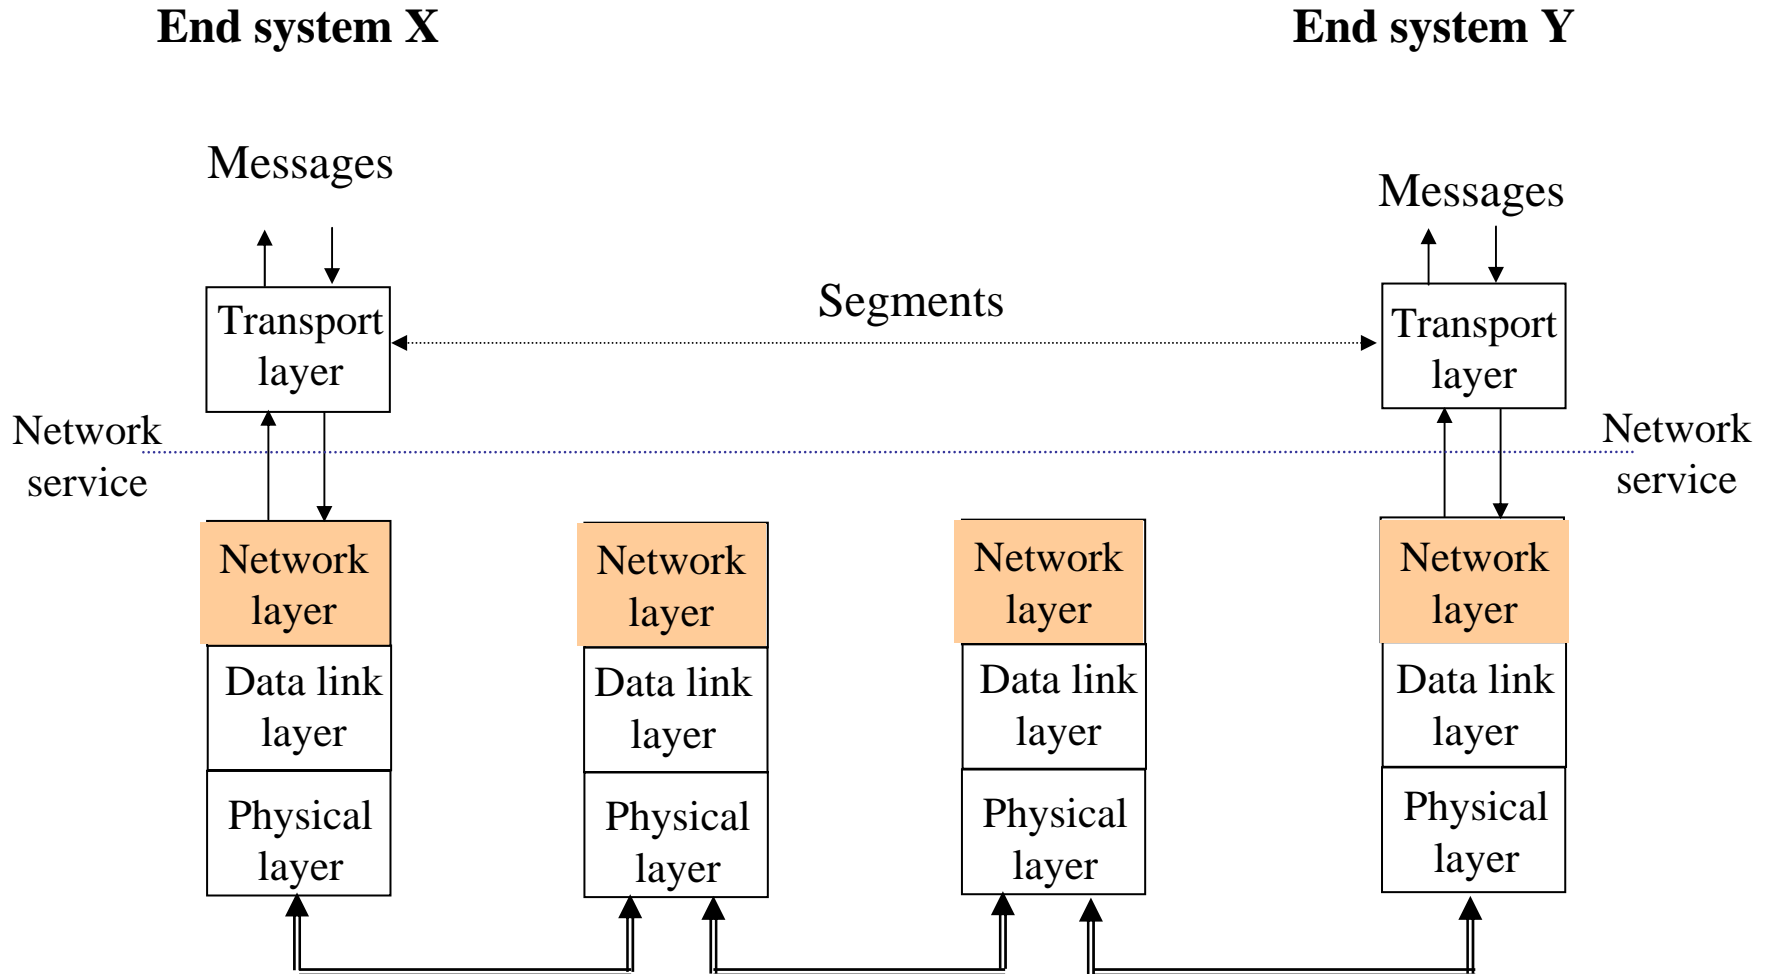 End system X
End system Y
Messages
Messages
Segments
Transport
layer
Transport
layer
Network
service
Network
service
Network
layer
Network
layer
Network
layer
Network
layer
Data link
layer
Data link
layer
Data link
layer
Data link
layer
Physical
layer
Physical
layer
Physical
layer
Physical
layer